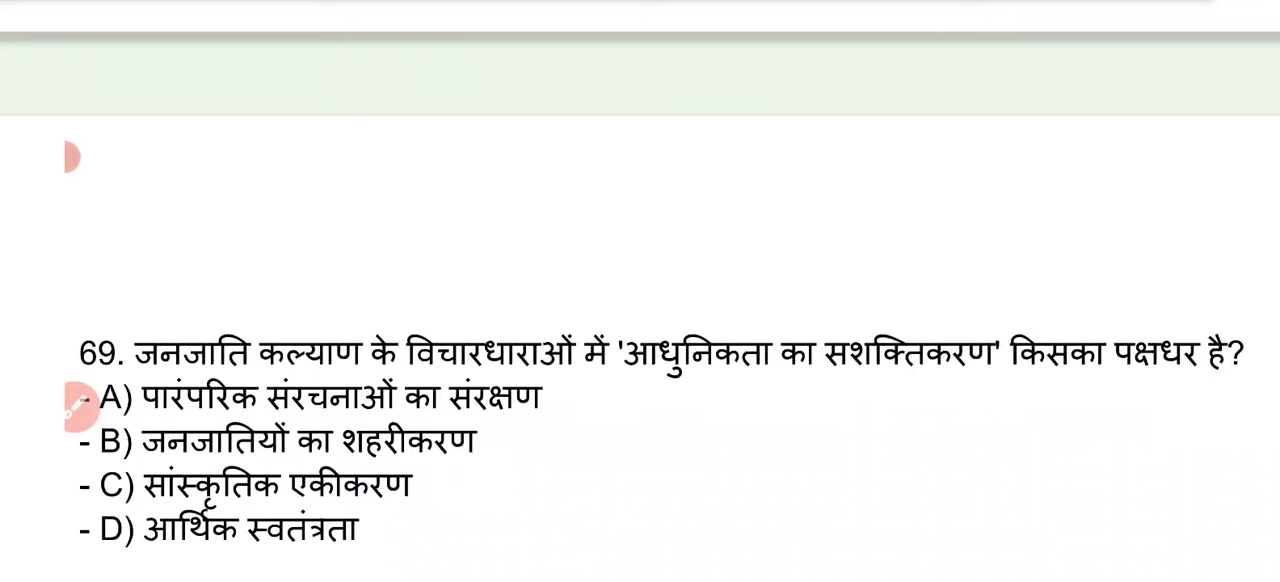 69. जनजाति कल्याण के विचारधाराओं में 'आधुनिकता का सशक्तिकरण' किसका पक्षधर है?
- A) पारंपरिक संरचनाओं का संरक्षण
- B) जनजातियों का शहरीकरण
- C) सांस्कृतिक एकीकरण
- D) आर्थिक स्वतंत्रता